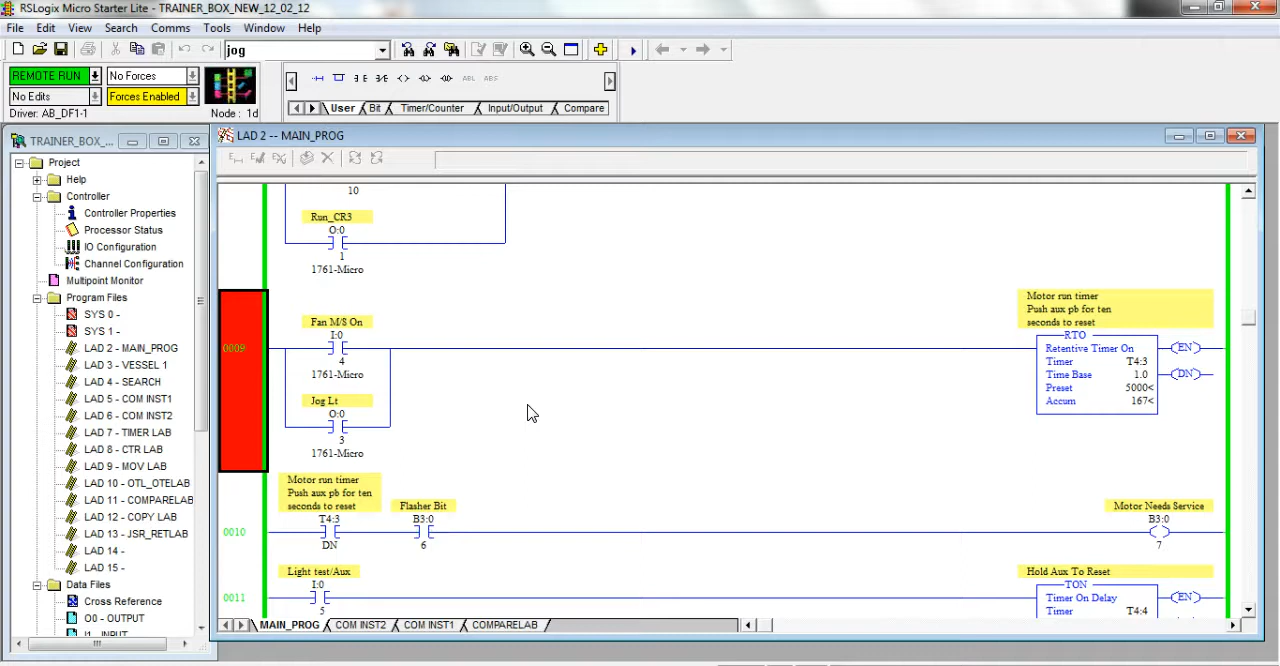 RSLogix Micro Starter Lite - TRAINER_BOX_NEW_12_02_12
File Edit View Search Comms Tools Window Help
jog
REMOTE RUN No Forces
No Edits Forces Enabled
Driver: AB_DF1-1 Node : 1d
ABL ABS
User Bit Timer/Counter Input/Output Compare
TRAINER_BOX_...
Project
Help
Controller
Controller Properties
Processor Status
IO Configuration
Channel Configuration
Multipoint Monitor
Program Files
SYS 0 -
SYS 1 -
LAD 2 - MAIN_PROG
LAD 3 - VESSEL 1
LAD 4 - SEARCH
LAD 5 - COM INST1
LAD 6 - COM INST2
LAD 7 - TIMER LAB
LAD 8 - CTR LAB
LAD 9 - MOV LAB
LAD 10 - OTL_OTELAB
LAD 11 - COMPARELAB
LAD 12 - COPY LAB
LAD 13 - JSR_RETLAB
LAD 14 -
LAD 15 -
Data Files
Cross Reference
O0 - OUTPUT
I1 - INPUT
LAD 2 -- MAIN_PROG
10
Run_CR3
O:0
1
1761-Micro
0009
Fan M/S On
I:0
4
1761-Micro
Jog Lt
O:0
3
1761-Micro
Motor run timer
Push aux pb for ten
seconds to reset
RTO
Retentive Timer On
Timer T4:3
Time Base 1.0
Preset 5000<
Accum 167<
EN
DN
0010
Motor run timer
Push aux pb for ten
seconds to reset
T4:3
DN
Flasher Bit
B3:0
6
Motor Needs Service
B3:0
7
0011
Light test/Aux
I:0
5
Hold Aux To Reset
TON
Timer On Delay
Timer T4:4
EN
MAIN_PROG COM INST2 COM INST1 COMPARELAB